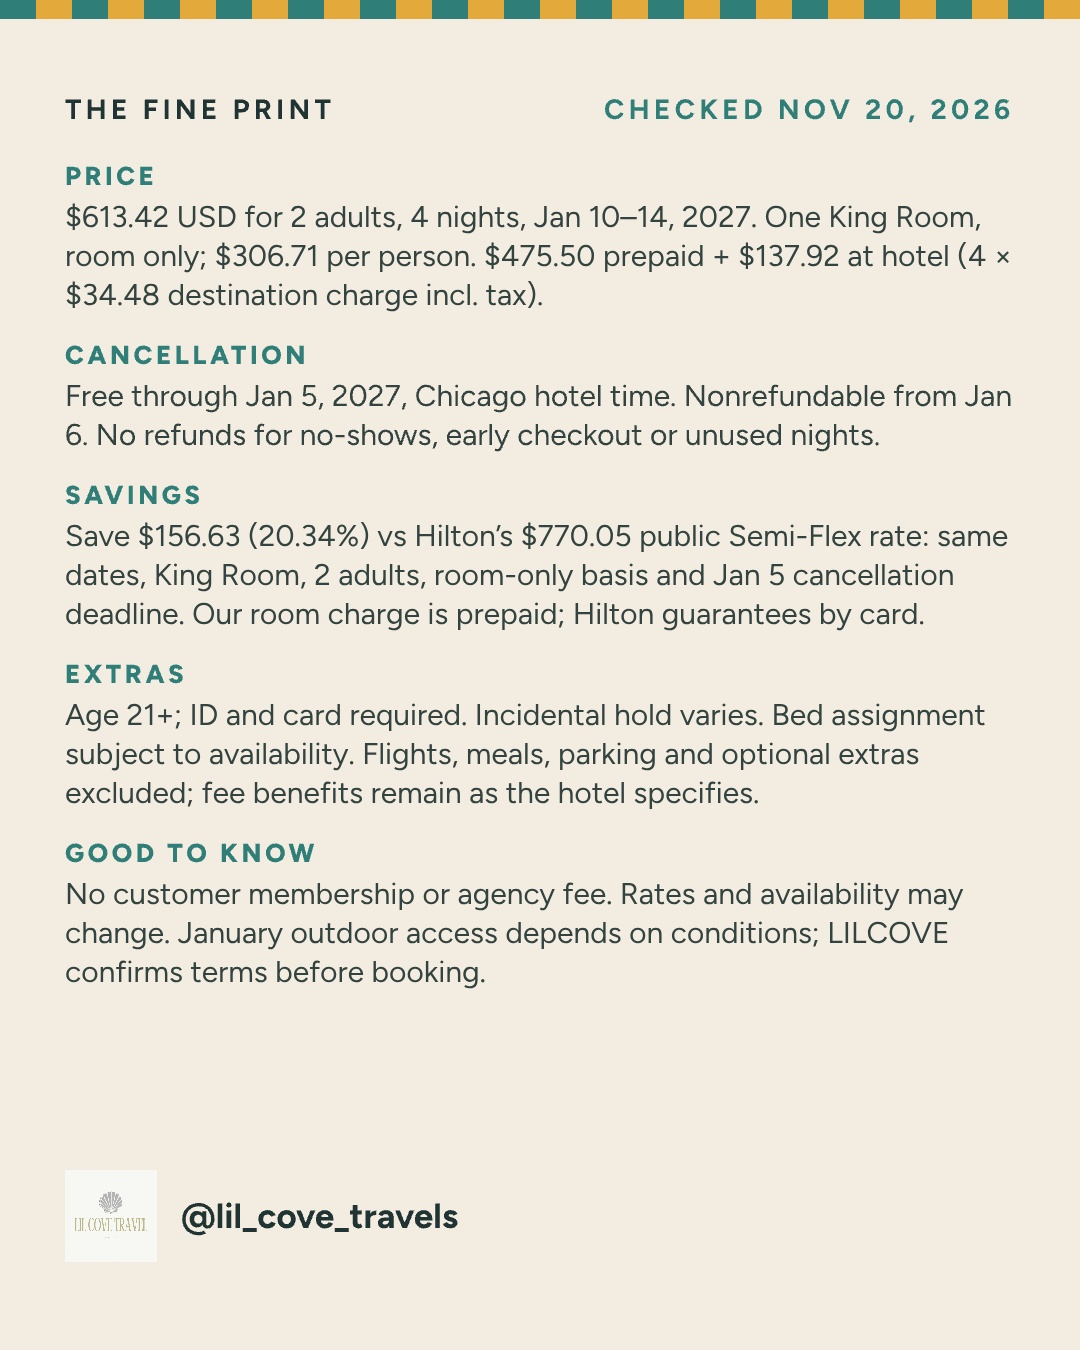 THE FINE PRINT
CHECKED NOV 20, 2026
PRICE
$613.42 USD for 2 adults, 4 nights, Jan 10–14, 2027. One King Room,
room only; $306.71 per person. $475.50 prepaid + $137.92 at hotel (4 ×
$34.48 destination charge incl. tax).
CANCELLATION
Free through Jan 5, 2027, Chicago hotel time. Nonrefundable from Jan
6. No refunds for no-shows, early checkout or unused nights.
SAVINGS
Save $156.63 (20.34%) vs Hilton’s $770.05 public Semi-Flex rate: same
dates, King Room, 2 adults, room-only basis and Jan 5 cancellation
deadline. Our room charge is prepaid; Hilton guarantees by card.
EXTRAS
Age 21+; ID and card required. Incidental hold varies. Bed assignment
subject to availability. Flights, meals, parking and optional extras
excluded; fee benefits remain as the hotel specifies.
GOOD TO KNOW
No customer membership or agency fee. Rates and availability may
change. January outdoor access depends on conditions; LILCOVE
confirms terms before booking.
LIL COVE TRAVEL
@lil_cove_travels